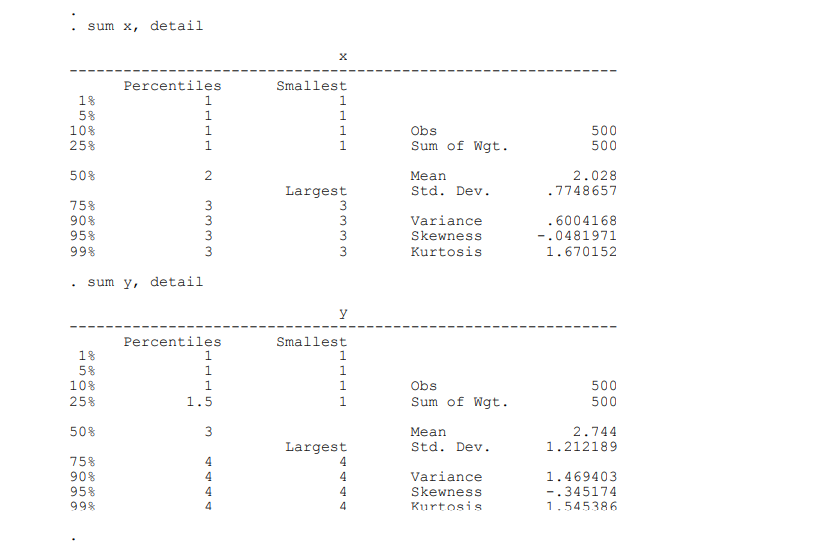 .
. sum x, detail
x
-------------------------------------------------------------
Percentiles Smallest
1% 1 1
5% 1 1
10% 1 1 Obs 500
25% 1 1 Sum of Wgt. 500
50% 2 Mean 2.028
Largest Std. Dev. .7748657
75% 3 3
90% 3 3 Variance .6004168
95% 3 3 Skewness -.0481971
99% 3 3 Kurtosis 1.670152
. sum y, detail
y
-------------------------------------------------------------
Percentiles Smallest
1% 1 1
5% 1 1
10% 1 1 Obs 500
25% 1.5 1 Sum of Wgt. 500
50% 3 Mean 2.744
Largest Std. Dev. 1.212189
75% 4 4
90% 4 4 Variance 1.469403
95% 4 4 Skewness -.345174
99% 4 4 Kurtosis 1.545386
.